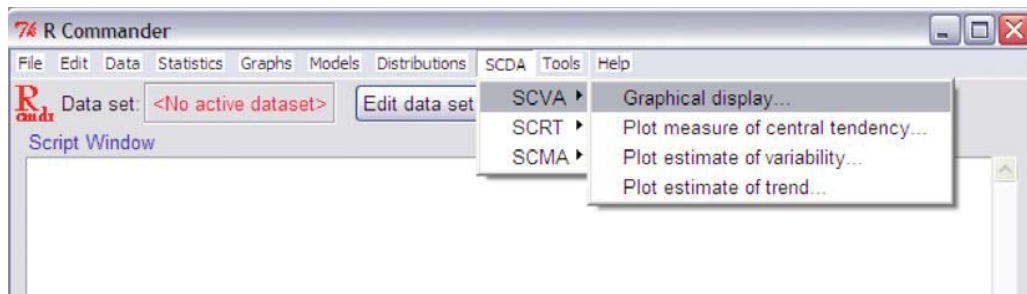 R Commander
File Edit Data Statistics Graphs Models Distributions SCDA Tools Help
R cmdr Data set: <No active dataset> Edit data set
SCVA Graphical display...
SCRT Plot measure of central tendency...
SCMA Plot estimate of variability...
Plot estimate of trend...
Script Window